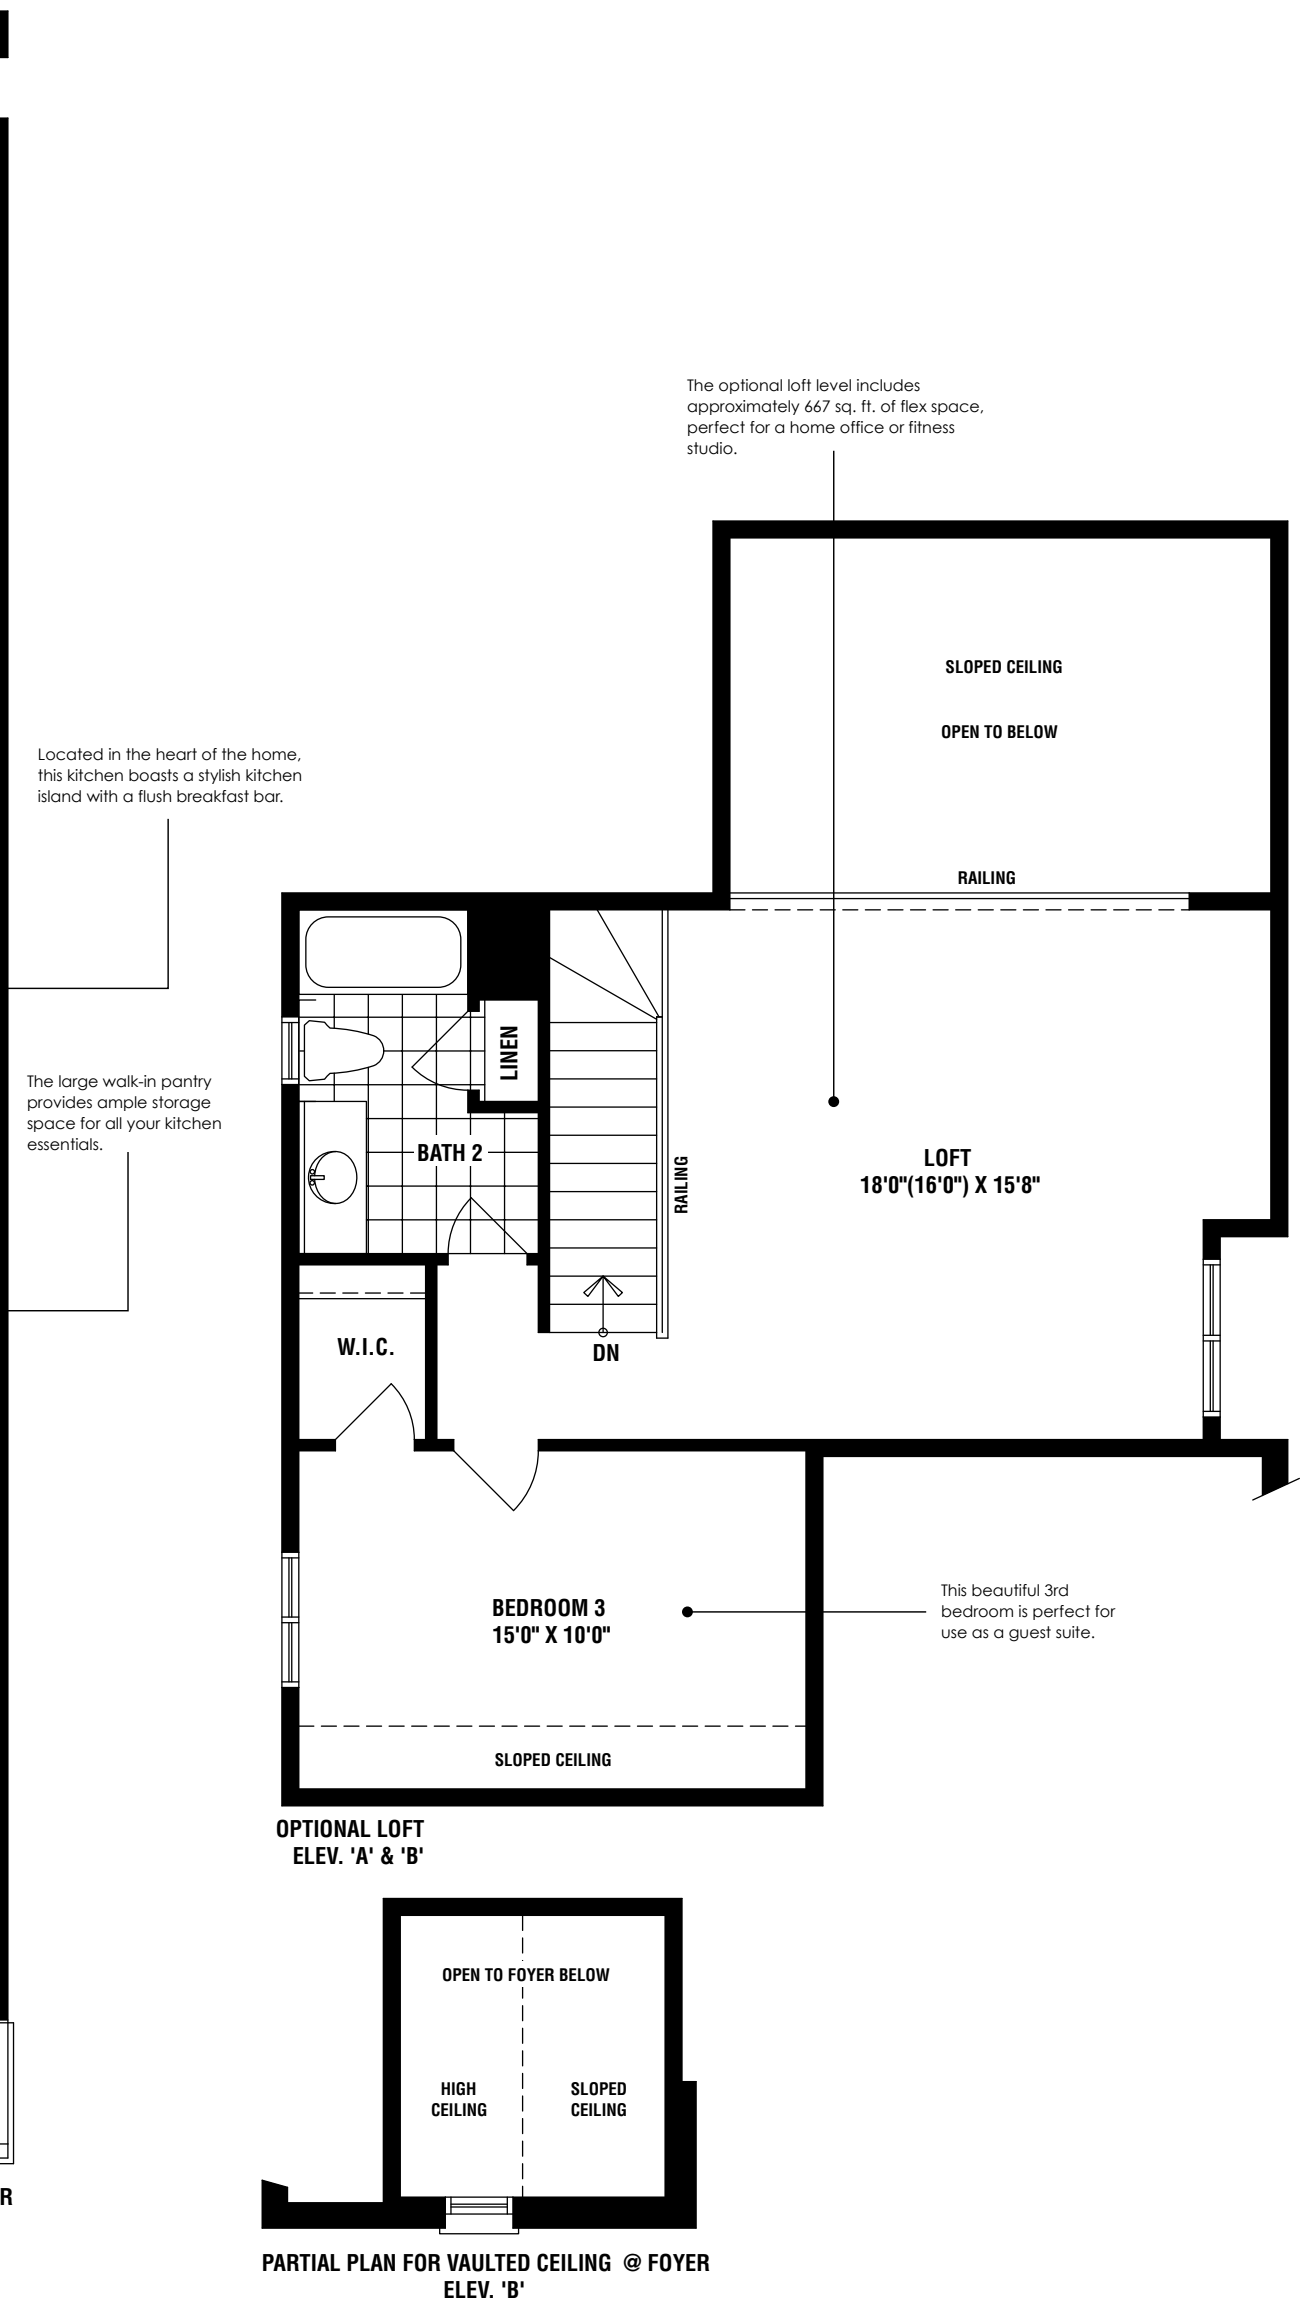 The optional loft level includes
approximately 667 sq. ft. of flex space,
perfect for a home office or fitness
studio.
SLOPED CEILING
OPEN TO BELOW
RAILING
Located in the heart of the home,
this kitchen boasts a stylish kitchen
island with a flush breakfast bar.
The large walk-in pantry
provides ample storage
space for all your kitchen
essentials.
LINEN
BATH 2
RAILING
LOFT
18'0"(16'0") X 15'8"
W.I.C.
DN
BEDROOM 3
15'0" X 10'0"
This beautiful 3rd
bedroom is perfect for
use as a guest suite.
SLOPED CEILING
OPTIONAL LOFT
ELEV. 'A' & 'B'
OPEN TO FOYER BELOW
HIGH
CEILING
SLOPED
CEILING
R
PARTIAL PLAN FOR VAULTED CEILING @ FOYER
ELEV. 'B'